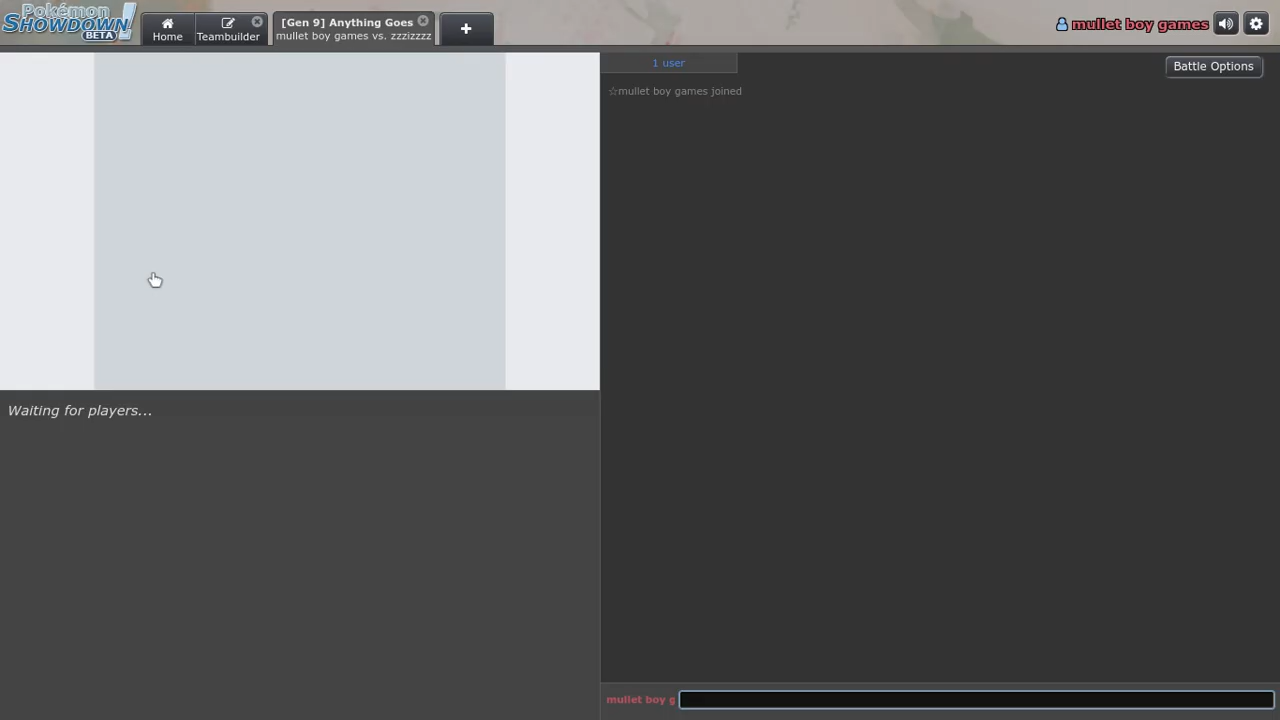 Pokémon
SHOWDOWN!
BETA
Home
Teambuilder
[Gen 9] Anything Goes
mullet boy games vs. zzzizzzz
mullet boy games
1 user
Battle Options
☆mullet boy games joined
Waiting for players...
mullet boy g